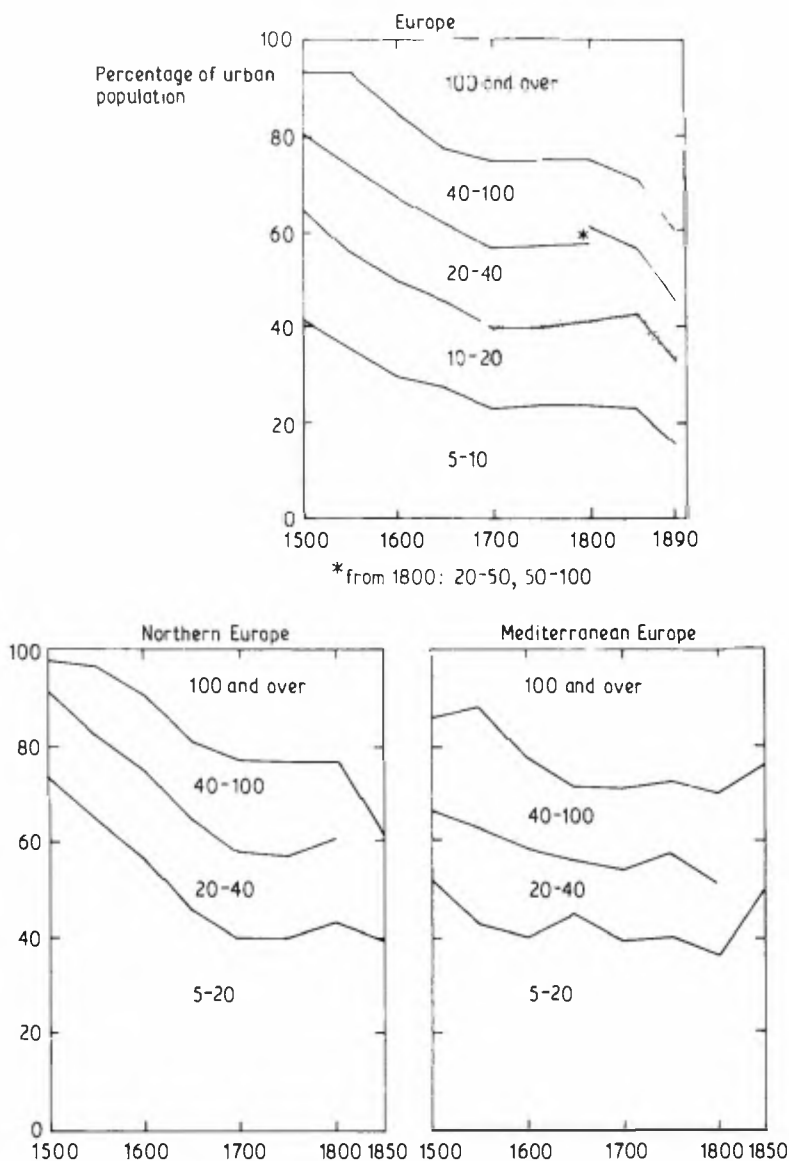 Europe
Percentage of urban
population
100
80
60
40
20
0
100 and over
40-100
*
20-40
10-20
5-10
1500 1600 1700 1800 1890
*from 1800: 20-50, 50-100
Northern Europe
100
80
60
40
20
0
100 and over
40-100
20-40
5-20
1500 1600 1700 1800 1850
Mediterranean Europe
100 and over
40-100
20-40
5-20
1500 1600 1700 1800 1850